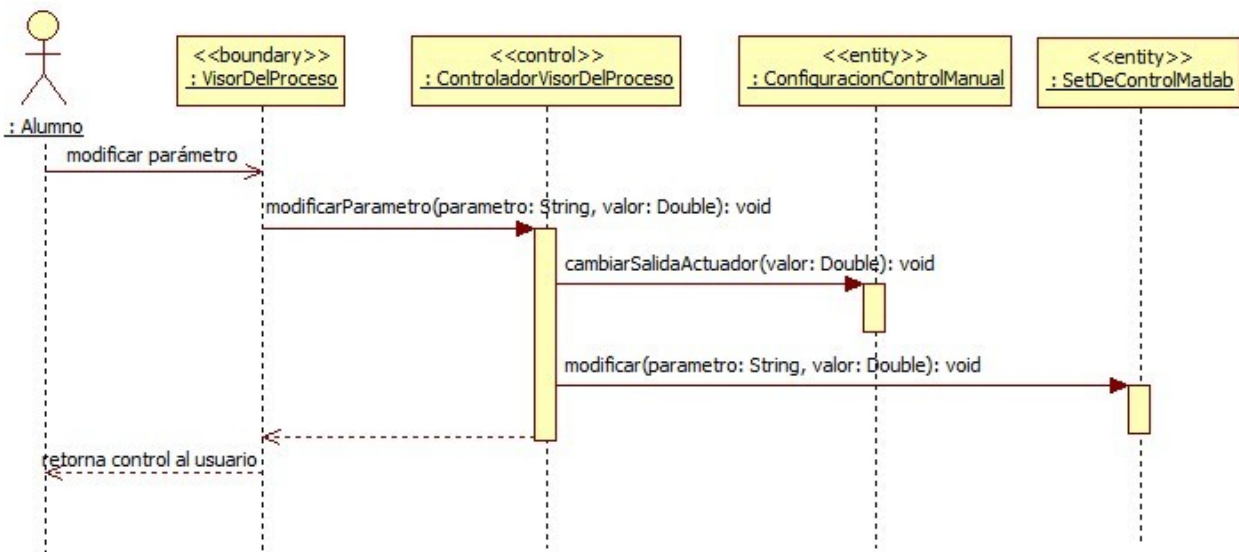 <<boundary>>
: VisorDelProceso
<<control>>
: ControladorVisorDelProceso
<<entity>>
: ConfiguracionControlManual
<<entity>>
: SetDeControlMatlab
: Alumno
modificar parámetro
modificarParametro(parametro: String, valor: Double): void
cambiarSalidaActuador(valor: Double): void
modificar(parametro: String, valor: Double): void
retorna control al usuario